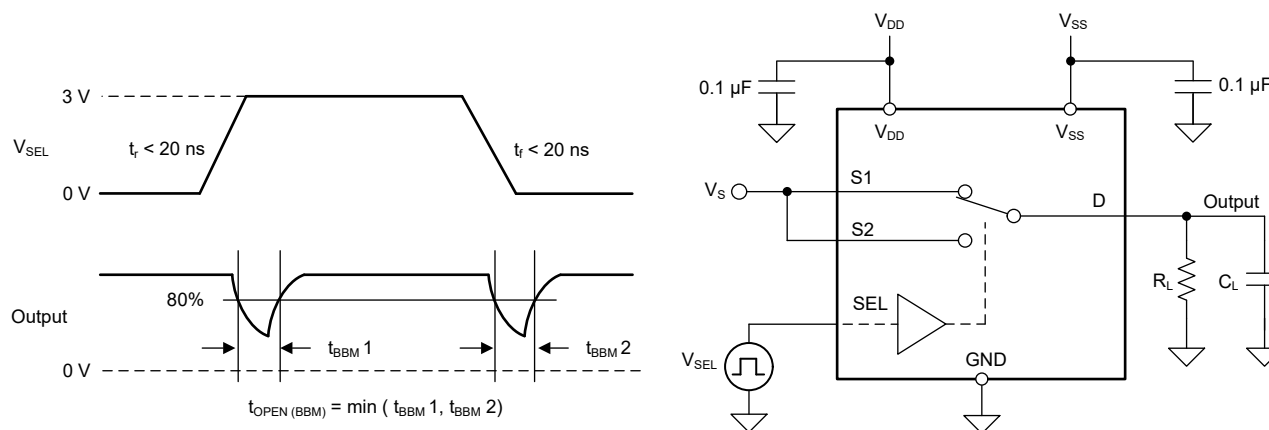 3 V
V_SEL
t_r < 20 ns
t_f < 20 ns
0 V
80%
Output
t_BBM 1
t_BBM 2
0 V
t_OPEN (BBM) = min ( t_BBM 1, t_BBM 2)
V_DD
V_SS
0.1 µF
0.1 µF
V_DD
V_SS
V_S
S1
D
Output
S2
R_L
C_L
SEL
V_SEL
GND